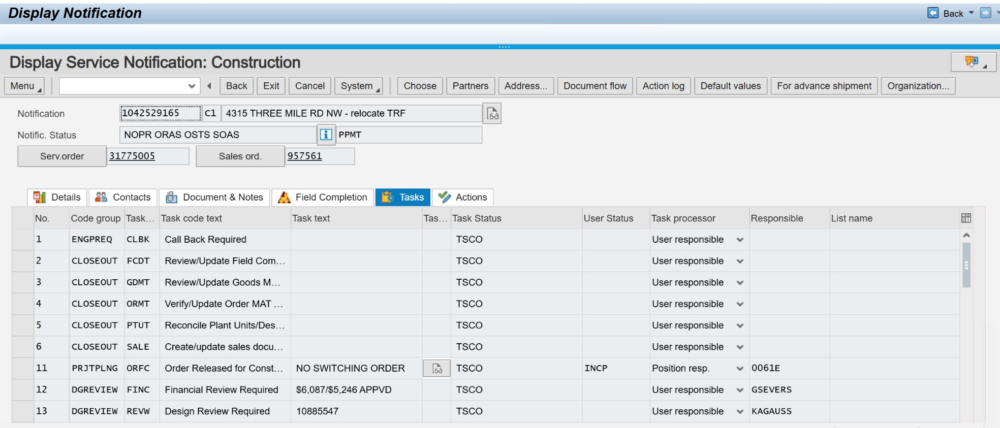 Display Notification
Back
Display Service Notification: Construction
Menu Back Exit Cancel System Choose Partners Address... Document flow Action log Default values For advance shipment Organization...
Notification 1042529165 C1 4315 THREE MILE RD NW - relocate TRF
Notific. Status NOPR ORAS OSTS SOAS PPMT
Serv.order 31775005 Sales ord. 957561
Details Contacts Document & Notes Field Completion Tasks Actions
No. Code group Task... Task code text Task text Tas... Task Status User Status Task processor Responsible List name
1 ENGPREQ CLBK Call Back Required TSCO User responsible
2 CLOSEOUT FCDT Review/Update Field Com... TSCO User responsible
3 CLOSEOUT GDMT Review/Update Goods M... TSCO User responsible
4 CLOSEOUT ORMT Verify/Update Order MAT ... TSCO User responsible
5 CLOSEOUT PTUT Reconcile Plant Units/Des... TSCO User responsible
6 CLOSEOUT SALE Create/update sales docu... TSCO User responsible
11 PRJTPLNG ORFC Order Released for Const... NO SWITCHING ORDER TSCO INCP Position resp. 0061E
12 DGREVIEW FINC Financial Review Required $6,087/$5,246 APPVD TSCO User responsible GSEVERS
13 DGREVIEW REVW Design Review Required 10885547 TSCO User responsible KAGAUSS